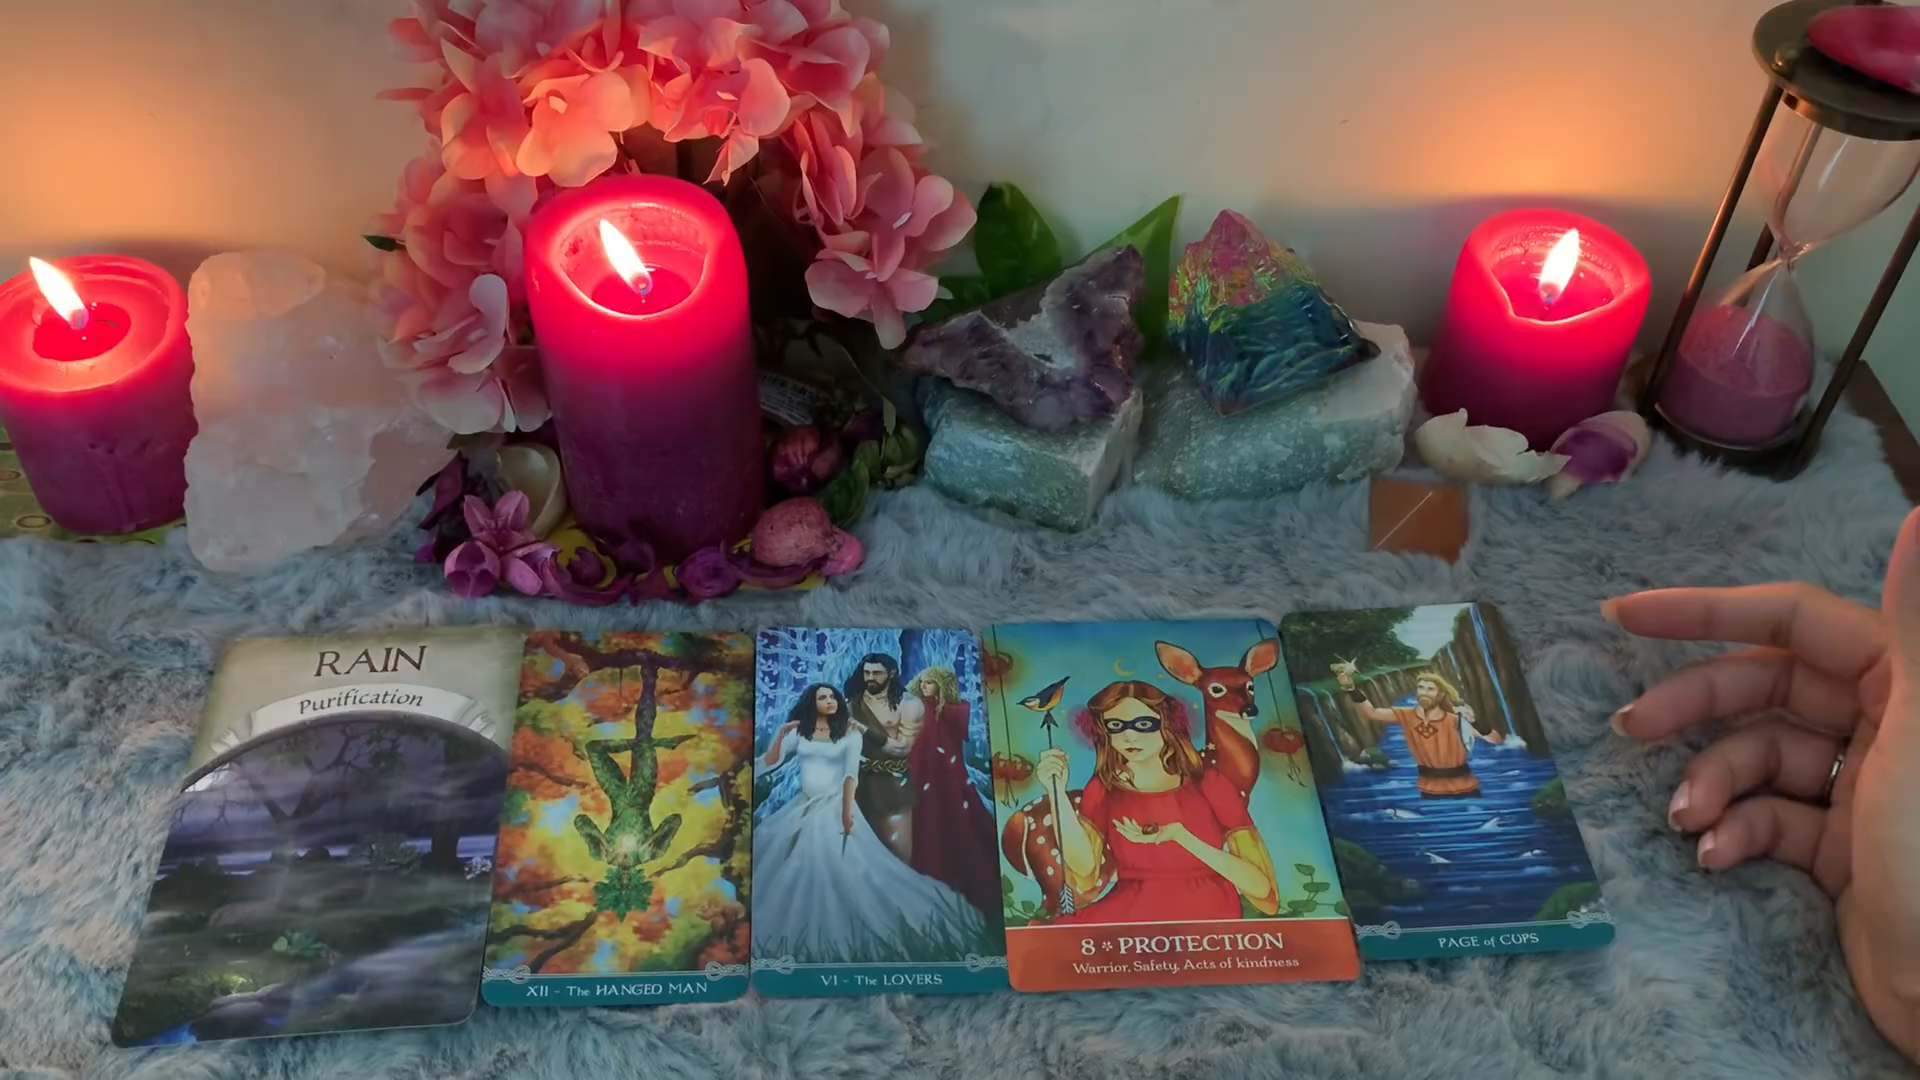 RAIN
Purification
XII - The HANGED MAN
VI - The LOVERS
8 * PROTECTION
Warrior, Safety, Acts of kindness
PAGE of CUPS